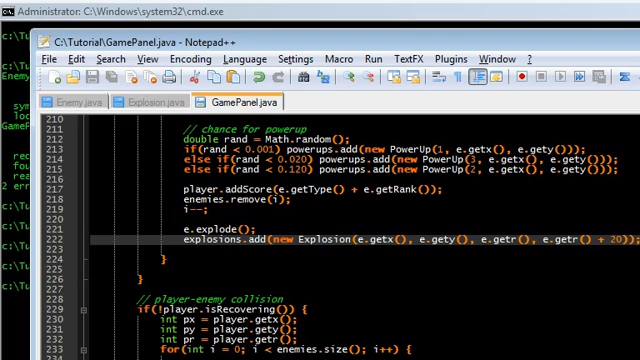 Administrator: C:\Windows\system32\cmd.exe
C:\Tutorial\GamePanel.java - Notepad++
File Edit Search View Encoding Language Settings Macro Run TextFX Plugins Window ?
Enemy.java Explosion.java GamePanel.java
210
211 // chance for powerup
212 double rand = Math.random();
213 if(rand < 0.001) powerups.add(new PowerUp(1, e.getx(), e.gety()));
214 else if(rand < 0.020) powerups.add(new PowerUp(3, e.getx(), e.gety()));
215 else if(rand < 0.120) powerups.add(new PowerUp(2, e.getx(), e.gety()));
216
217 player.addScore(e.getType() + e.getRank());
218 enemies.remove(i);
219 i--;
220
221 e.explode();
222 explosions.add(new Explosion(e.getx(), e.gety(), e.getr(), e.getr() + 20));
223
224 }
225
226 }
227
228 // player-enemy collision
229 if(!player.isRecovering()) {
230 int px = player.getx();
231 int py = player.gety();
232 int pr = player.getr();
233 for(int i = 0; i < enemies.size(); i++) {